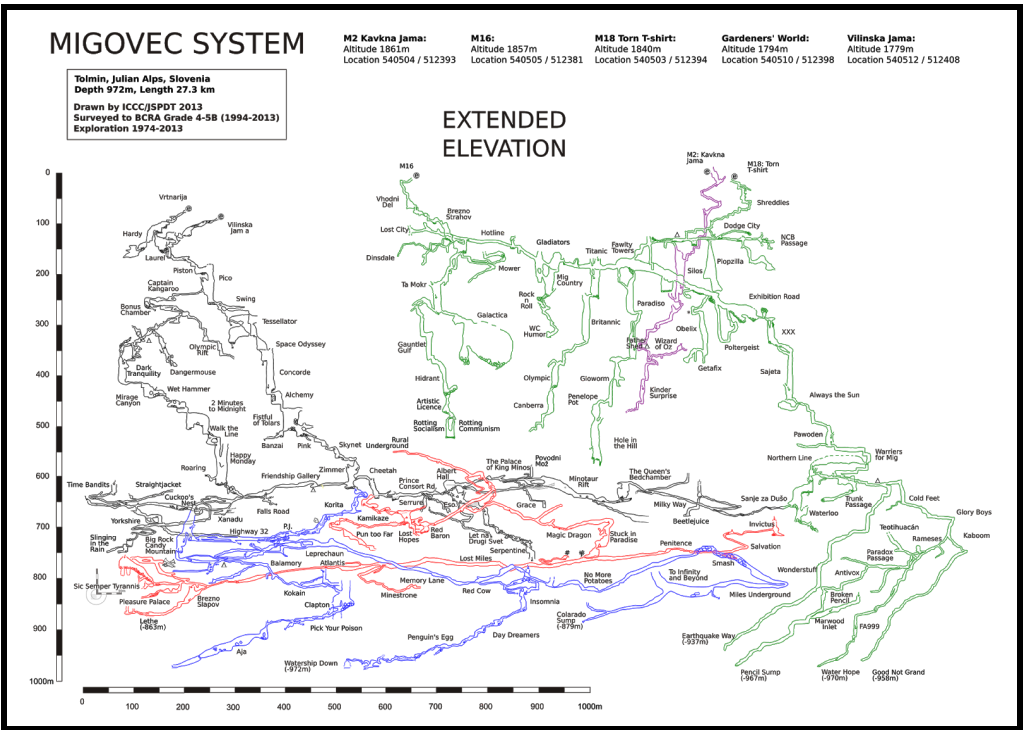 MIGOVEC SYSTEM
Tolmin, Julian Alps, Slovenia
Depth 972m, Length 27.3 km
Drawn by ICCC/JSPDT 2013
Surveyed to BCRA Grade 4-5B (1994-2013)
Exploration 1974-2013
M2 Kavkna Jama:
Altitude 1861m
Location 540504 / 512393
M16:
Altitude 1857m
Location 540505 / 512381
M18 Torn T-shirt:
Altitude 1840m
Location 540503 / 512394
Gardeners' World:
Altitude 1794m
Location 540510 / 512398
Vilinska Jama:
Altitude 1779m
Location 540512 / 512408
EXTENDED
ELEVATION
0
100
200
300
400
500
600
700
800
900
1000m
M16
M2: Kavkna
Jama
M18: Torn
T-shirt
Vrtnarija
Vilinska
Jam a
Hardy
Laurel
Piston
Pico
Captain
Kangaroo
Bonus
Chamber
Swing
Tessellator
Olympic
Rift
Space Odyssey
Dark
Tranquility
Dangermouse
Concorde
Mirage
Canyon
Wet Hammer
Alchemy
2 Minutes
to Midnight
Fistful
of Tolars
Walk the
Line
Banzai
Pink
Happy
Monday
Roaring
Skynet
Zimmer
Friendship Gallery
Vhodni
Del
Brezno
Strahov
Lost City
Hotline
Dinsdale
Mower
Gladiators
Titanic
Fawlty
Towers
Ta Mokr
Mig
Country
Rock
n
Roll
Galactica
WC
Humor
Britannic
Gauntlet
Gulf
Hidrant
Artistic
Licence
Rotting
Socialism
Rotting
Communism
Olympic
Canberra
Gioworm
Penelope
Pot
Hole in
the Hill
Shreddies
Dodge City
NCB
Passage
Piopzilla
Silos
Paradiso
Exhibition Road
Obelix
XXX
Father
Shed
Wizard
of Oz
Poltergeist
Getafix
Sajeta
Kinder
Surprise
Always the Sun
Pawoden
Northern Line
Warriors
for Mig
Time Bandits
Straightjacket
Cuckoo's
Nest
Yorkshire
Xanadu
Falls Road
Slinging
in the
Rain
Big Rock
Candy
Mountain
Highway 32
P.J.
Korita
Rural
Underground
Cheetah
Prince
Consort Rd.
Albert
Hall
The Palace
of King Minos
Povodni
Mož
Minotaur
Rift
The Queen's
Bedchamber
Serrure
Eso
Grace
Kamikaze
Pun too Far
Lost
Hopes
Red
Baron
Let na
Drugi Svet
Serpentine
Magic Dragon
Stuck in
Paradise
Milky Way
Beetlejuice
Sanje za Dušo
Waterloo
Trunk
Passage
Cold Feet
Glory Boys
Invictus
Teotihuacán
Rameses
Kaboom
Penitence
Salvation
Smash
Wonderstuff
Paradox
Passage
Antivox
Leprechaun
Balamory
Atlantis
Lost Miles
Sic Semper Tyrannis
Pleasure Palace
Brezno
Slapov
Lethe
(-863m)
Kokain
Clapton
Pick Your Poison
Memory Lane
Minestrone
Red Cow
No More
Potatoes
To Infinity
and Beyond
Miles Underground
Insomnia
Colarado
Sump
(-879m)
Broken
Pencil
Marwood
Inlet
FA999
Aja
Watership Down
(-972m)
Penguin's Egg
Day Dreamers
Earthquake Way
(-937m)
Pencil Sump
(-967m)
Water Hope
(-970m)
Good Not Grand
(-958m)
0
100
200
300
400
500
600
700
800
900
1000m